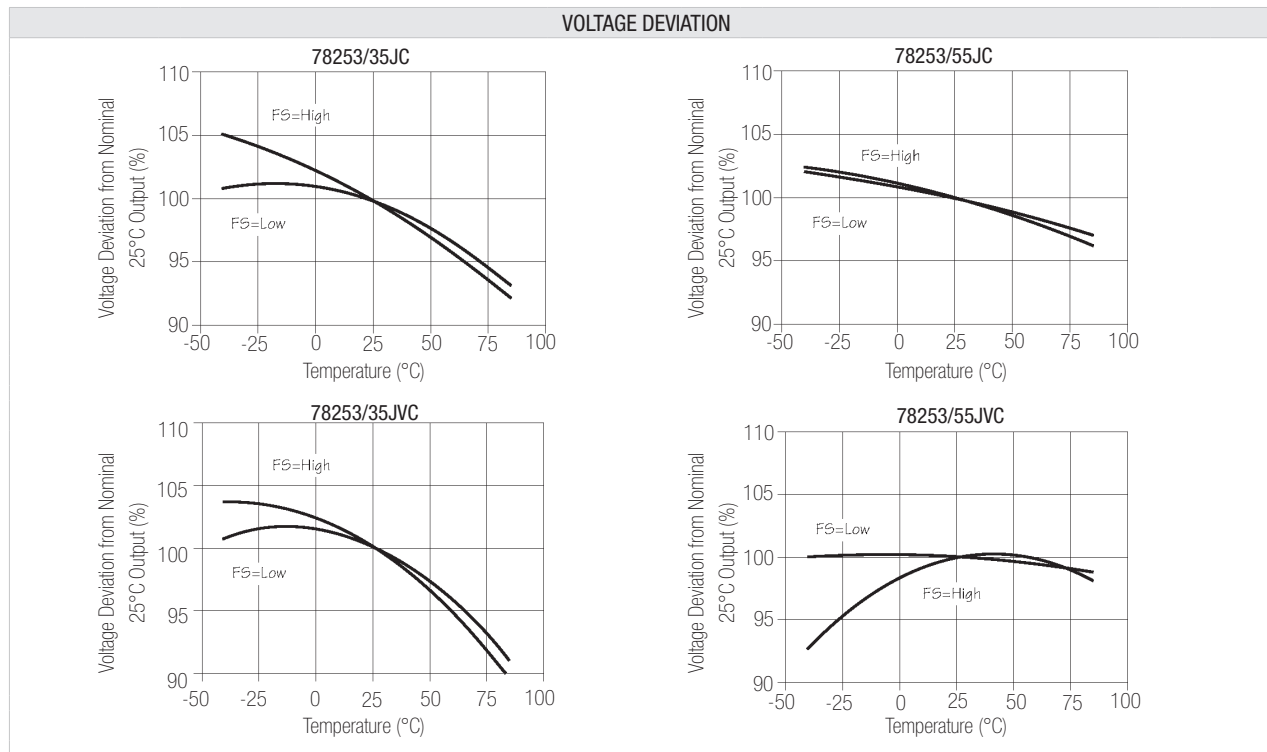 VOLTAGE DEVIATION
78253/35JC
Voltage Deviation from Nominal
25°C Output (%)
110
105
100
95
90
FS=High
FS=Low
-50 -25 0 25 50 75 100
Temperature (°C)
78253/55JC
Voltage Deviation from Nominal
25°C Output (%)
110
105
100
95
90
FS=High
FS=Low
-50 -25 0 25 50 75 100
Temperature (°C)
78253/35JVC
Voltage Deviation from Nominal
25°C Output (%)
110
105
100
95
90
FS=High
FS=Low
-50 -25 0 25 50 75 100
Temperature (°C)
78253/55JVC
Voltage Deviation from Nominal
25°C Output (%)
110
105
100
95
90
FS=Low
FS=High
-50 -25 0 25 50 75 100
Temperature (°C)